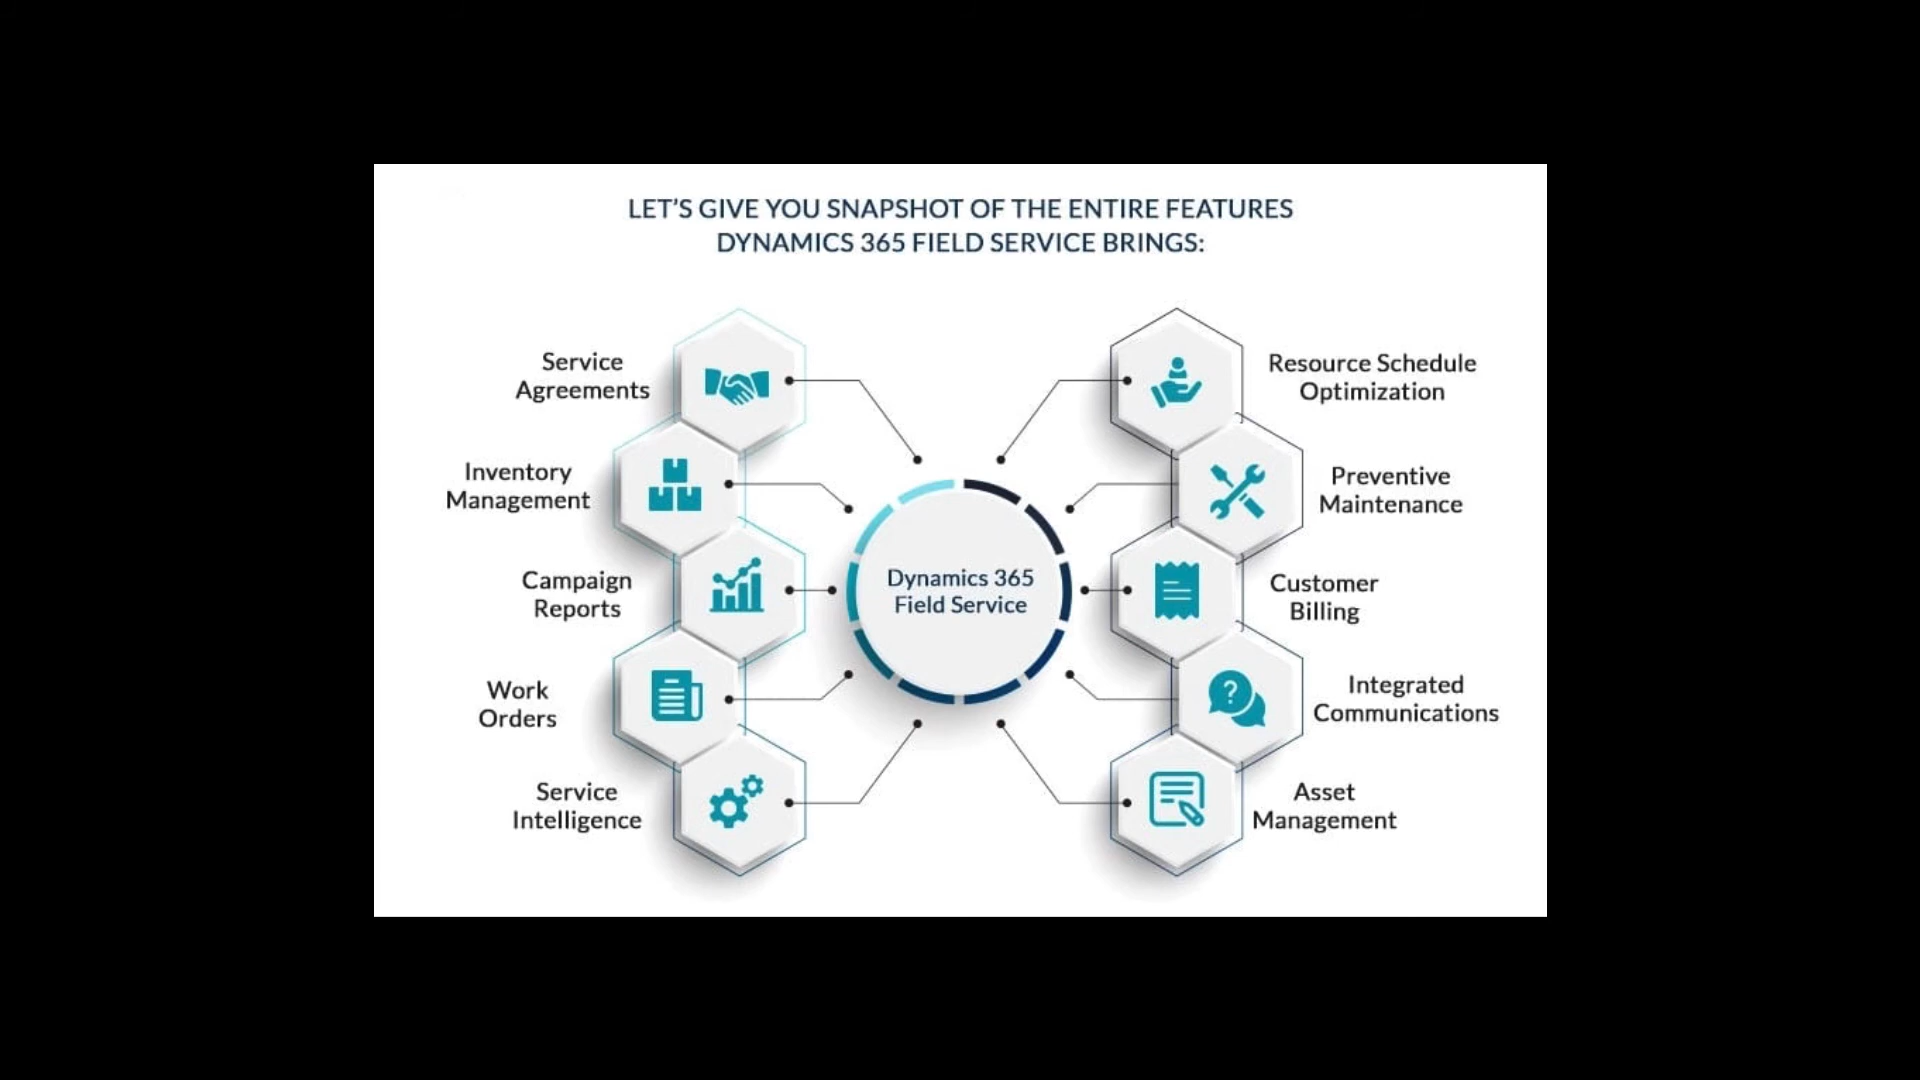 LET'S GIVE YOU SNAPSHOT OF THE ENTIRE FEATURES
DYNAMICS 365 FIELD SERVICE BRINGS:
Service
Agreements
Inventory
Management
Campaign
Reports
Work
Orders
Service
Intelligence
Dynamics 365
Field Service
Resource Schedule
Optimization
Preventive
Maintenance
Customer
Billing
?
Integrated
Communications
Asset
Management